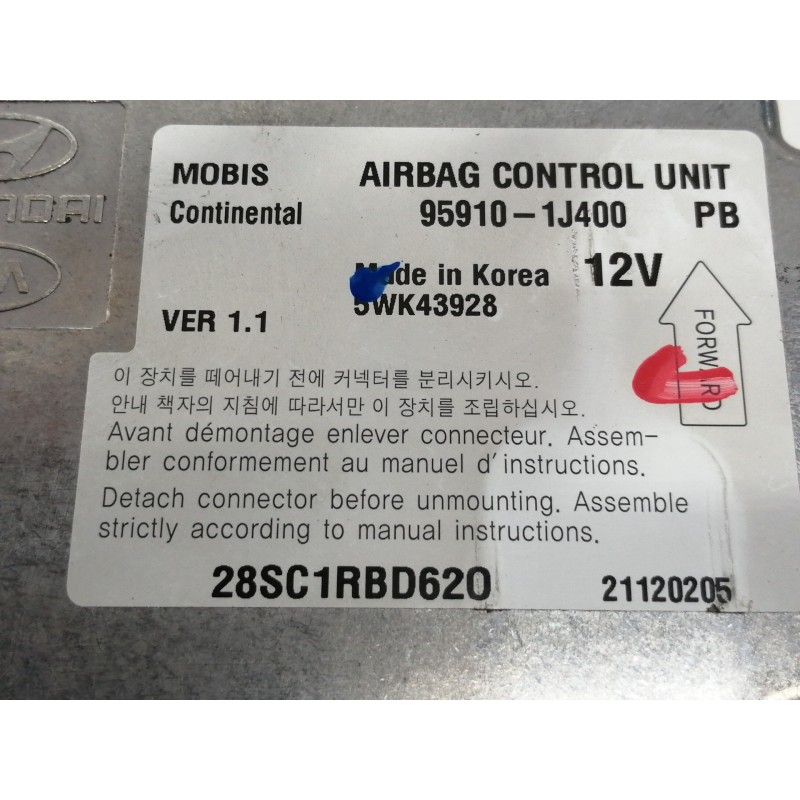 MOBIS AIRBAG CONTROL UNIT
Continental 95910-1J400 PB
Made in Korea 12V
5WK43928
VER 1.1
FORWARD
이 장치를 떼어내기 전에 커넥터를 분리시키시오.
안내 책자의 지침에 따라서만 이 장치를 조립하십시오.
Avant démontage enlever connecteur. Assem-
bler conformement au manuel d'instructions.
Detach connector before unmounting. Assemble
strictly according to manual instructions.
28SC1RBD620 21120205